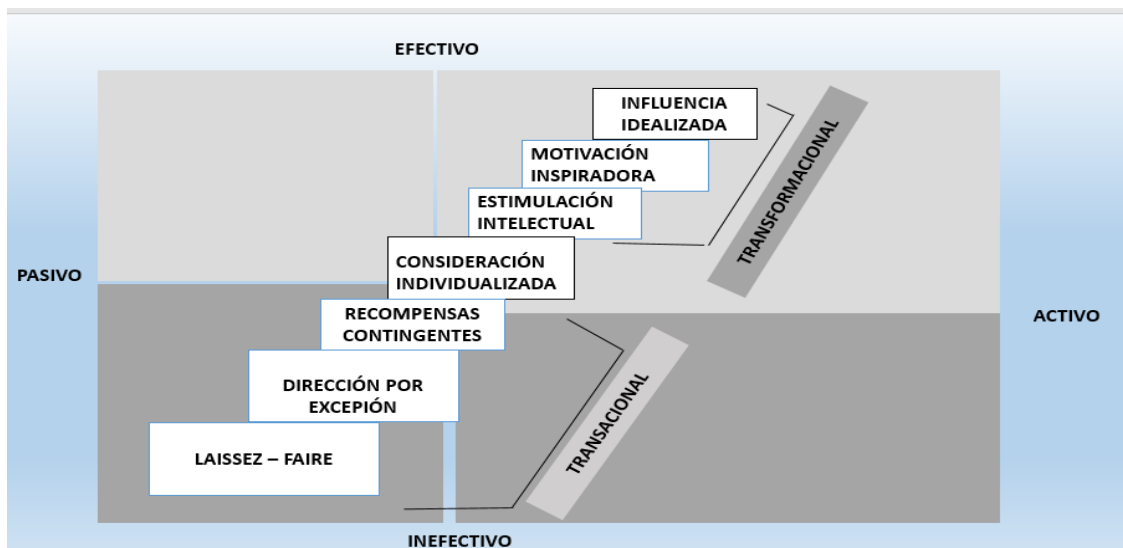 EFECTIVO
INFLUENCIA
IDEALIZADA
MOTIVACIÓN
INSPIRADORA
ESTIMULACIÓN
INTELECTUAL
TRANSFORMACIONAL
CONSIDERACIÓN
INDIVIDUALIZADA
PASIVO
RECOMPENSAS
CONTINGENTES
ACTIVO
DIRECCIÓN POR
EXCEPIÓN
TRANSACIONAL
LAISSEZ – FAIRE
INEFECTIVO